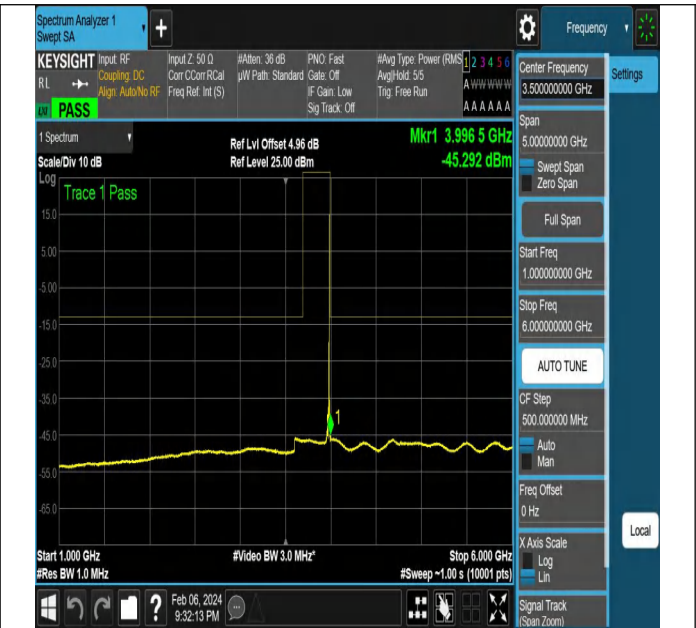 Spectrum Analyzer 1
Swept SA
+
Frequency
KEYSIGHT
RL
LXI
PASS
Input: RF
Coupling: DC
Align: Auto/No RF
Input Z: 50 Ω
Corr CCorr RCal
Freq Ref: Int (S)
#Atten: 36 dB
µW Path: Standard
PNO: Fast
Gate: Off
IF Gain: Low
Sig Track: Off
#Avg Type: Power (RMS
Avg|Hold: 5/5
Trig: Free Run
1 2 3 4 5 6
A W W W W W
A A A A A A
1 Spectrum
Scale/Div 10 dB
Ref Lvl Offset 4.96 dB
Ref Level 25.00 dBm
Mkr1 3.996 5 GHz
-45.292 dBm
Log
Trace 1 Pass
15.0
5.00
-5.00
-15.0
-25.0
-35.0
-45.0
-55.0
-65.0
1
Start 1.000 GHz
#Res BW 1.0 MHz
#Video BW 3.0 MHz*
Stop 6.000 GHz
#Sweep ~1.00 s (10001 pts)
?
Feb 06, 2024
9:32:13 PM
Center Frequency
3.500000000 GHz
Settings
Span
5.00000000 GHz
Swept Span
Zero Span
Full Span
Start Freq
1.000000000 GHz
Stop Freq
6.000000000 GHz
AUTO TUNE
CF Step
500.000000 MHz
Auto
Man
Freq Offset
0 Hz
X Axis Scale
Log
Lin
Local
Signal Track
(Span Zoom)